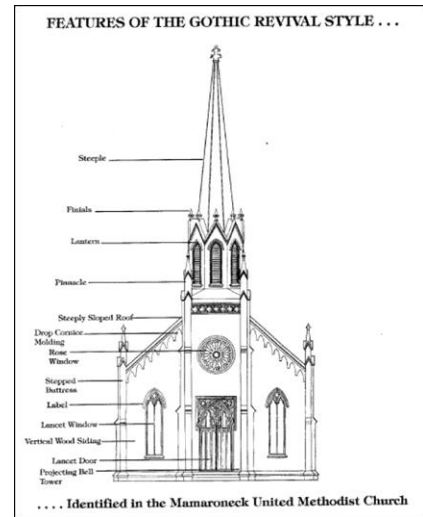 FEATURES OF THE GOTHIC REVIVAL STYLE . . .
Steeple
Finials
Lantern
Pinnacle
Steeply Sloped Roof
Drop Cornice
Molding
Rose
Window
Stepped
Buttress
Label
Lancet Window
Vertical Wood Siding
Lancet Door
Projecting Bell
Tower
. . . . Identified in the Mamaroneck United Methodist Church